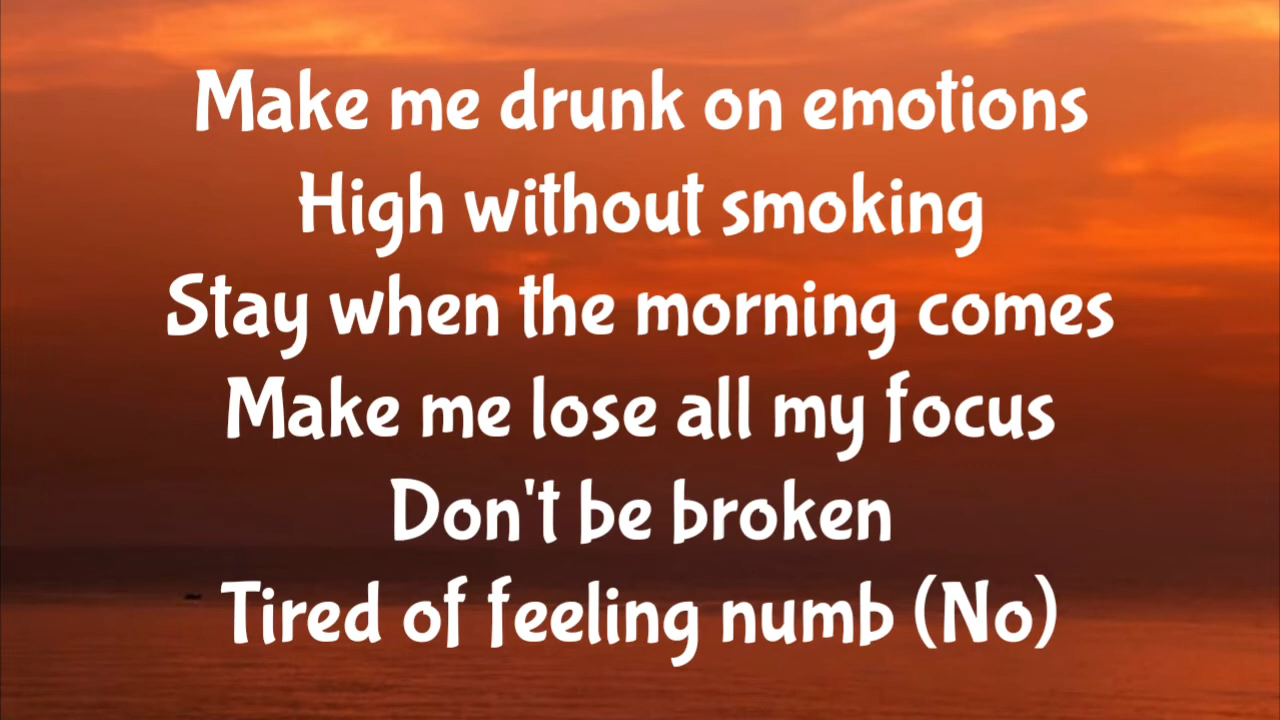 Make me drunk on emotions
High without smoking
Stay when the morning comes
Make me lose all my focus
Don't be broken
Tired of feeling numb (No)